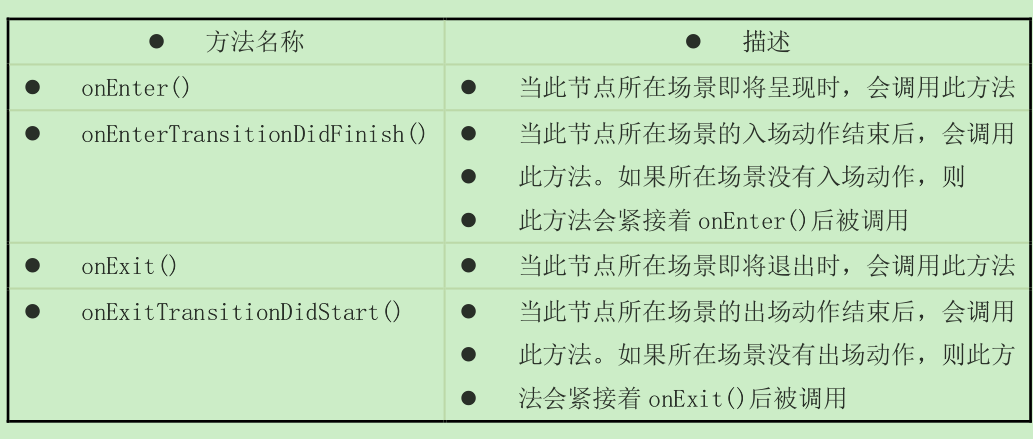 ● 方法名称 ● 描述
● onEnter() ● 当此节点所在场景即将呈现时，会调用此方法
● onEnterTransitionDidFinish() ● 当此节点所在场景的入场动作结束后，会调用
● 此方法。如果所在场景没有入场动作，则
● 此方法会紧接着 onEnter()后被调用
● onExit() ● 当此节点所在场景即将退出时，会调用此方法
● onExitTransitionDidStart() ● 当此节点所在场景的出场动作结束后，会调用
● 此方法。如果所在场景没有出场动作，则此方
● 法会紧接着 onExit()后被调用